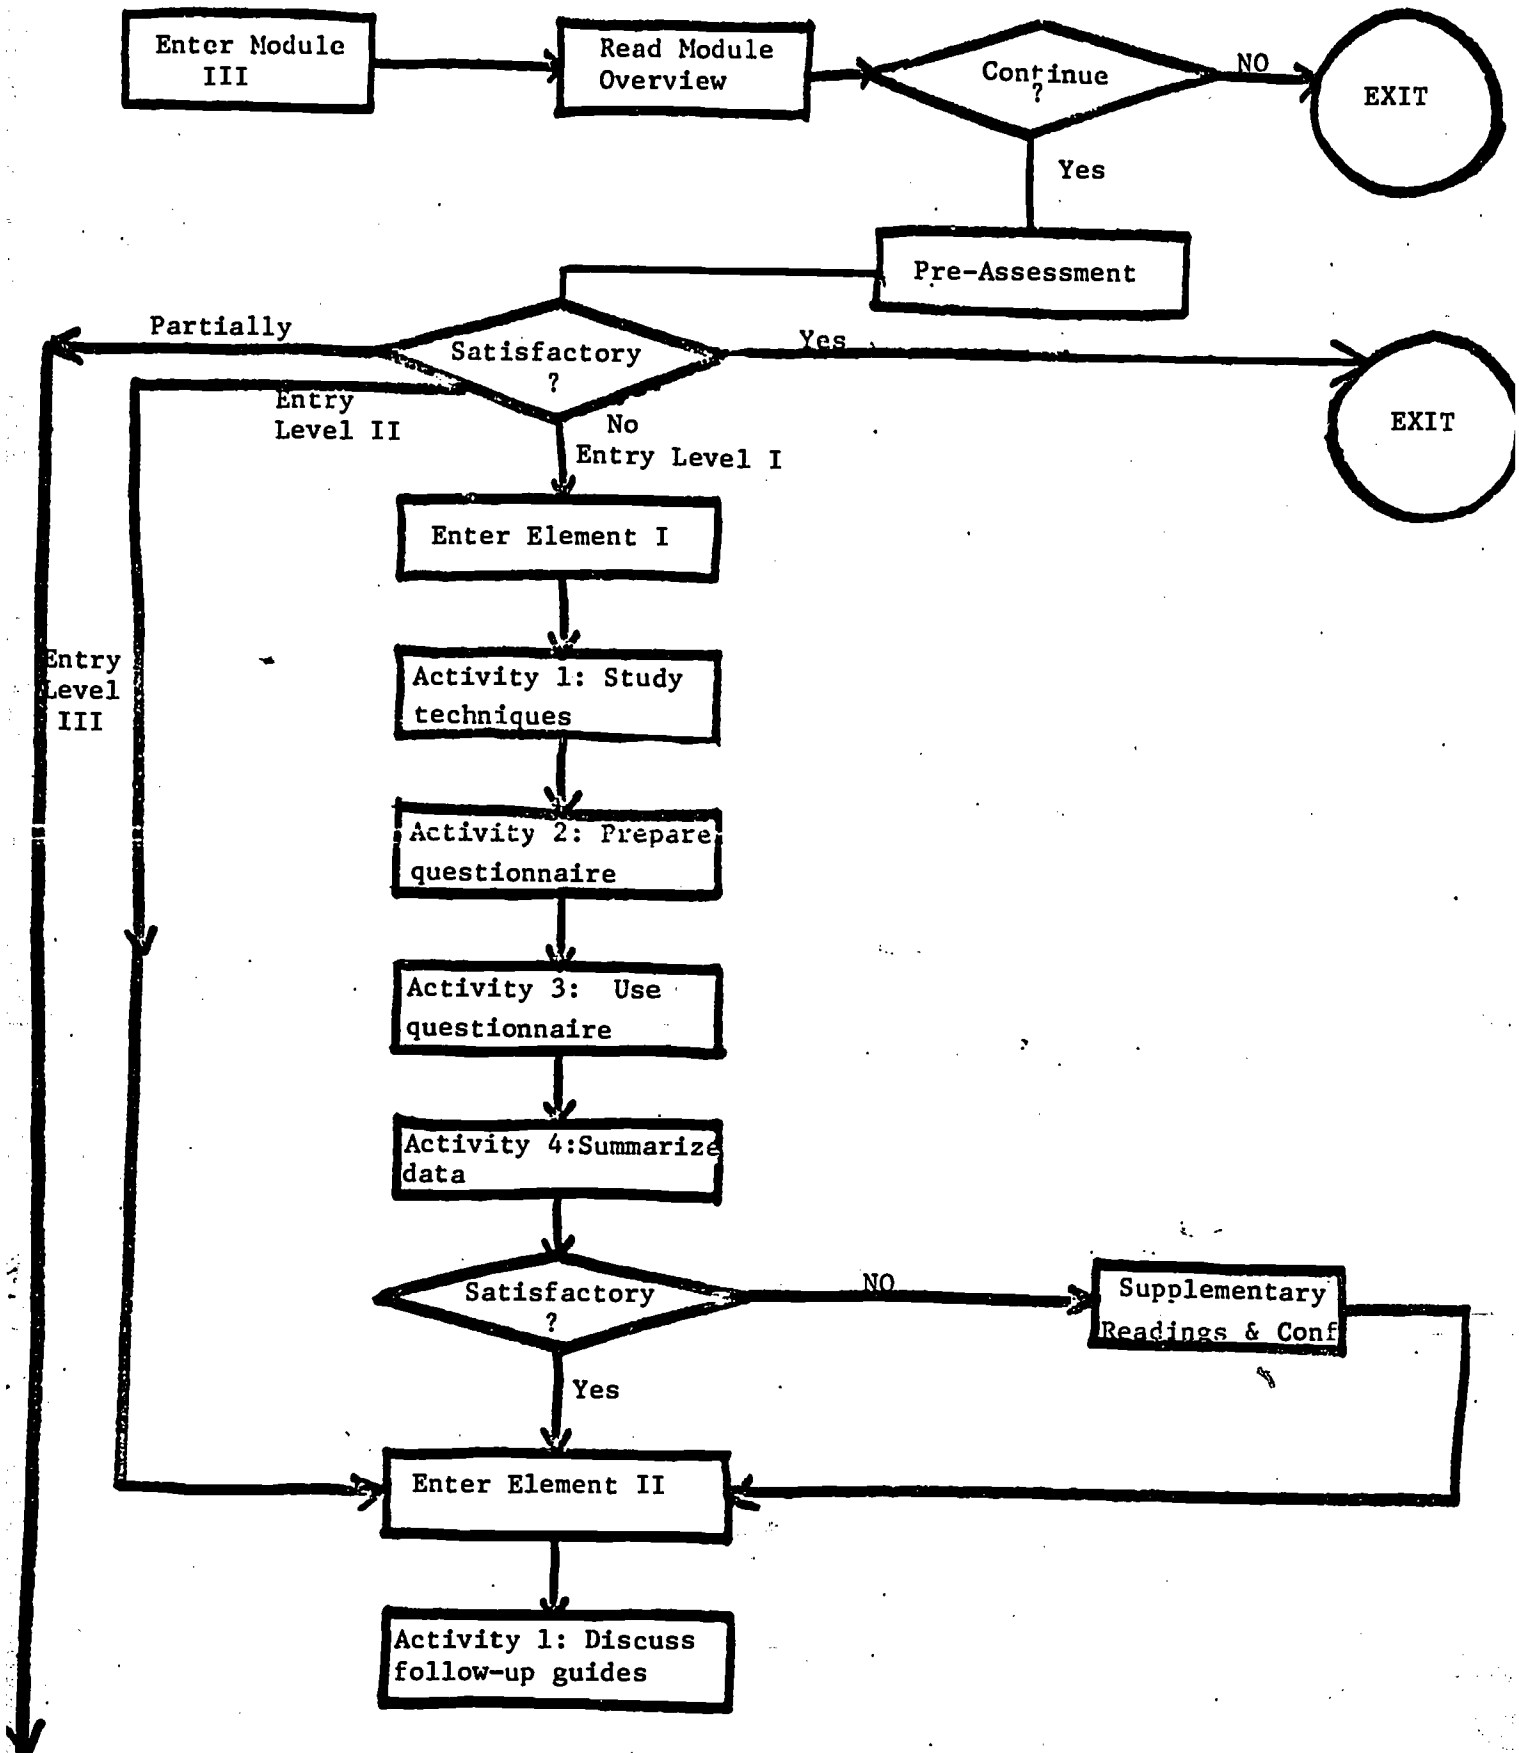 Enter Module
III
Read Module
Overview
Continue
?
NO
EXIT
Yes
Pre-Assessment
Partially
Satisfactory
?
Yes
EXIT
Entry
Level II
No
Entry Level I
Enter Element I
Entry
Level
III
Activity 1: Study
techniques
Activity 2: Prepare
questionnaire
Activity 3: Use
questionnaire
Activity 4:Summarize
data
Satisfactory
?
NO
Supplementary
Readings & Conf
Yes
Enter Element II
Activity 1: Discuss
follow-up guides